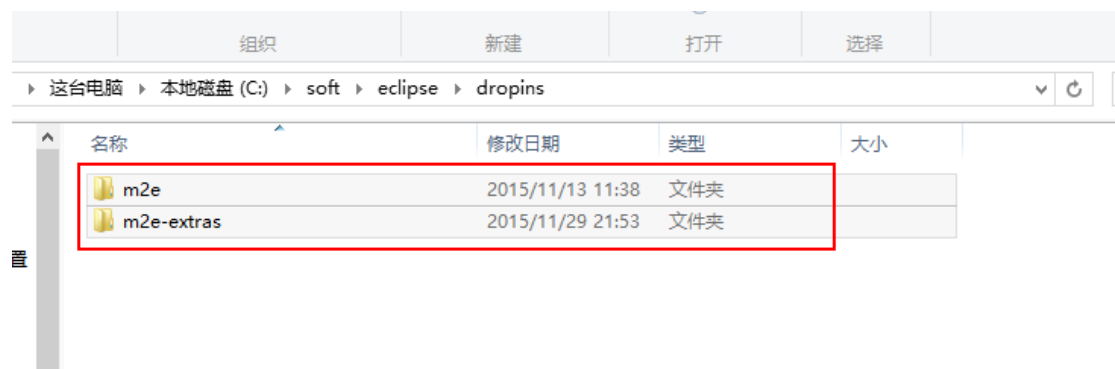 组织 新建 打开 选择
这台电脑 本地磁盘 (C:) soft eclipse dropins
名称 修改日期 类型 大小
m2e 2015/11/13 11:38 文件夹
m2e-extras 2015/11/29 21:53 文件夹
置